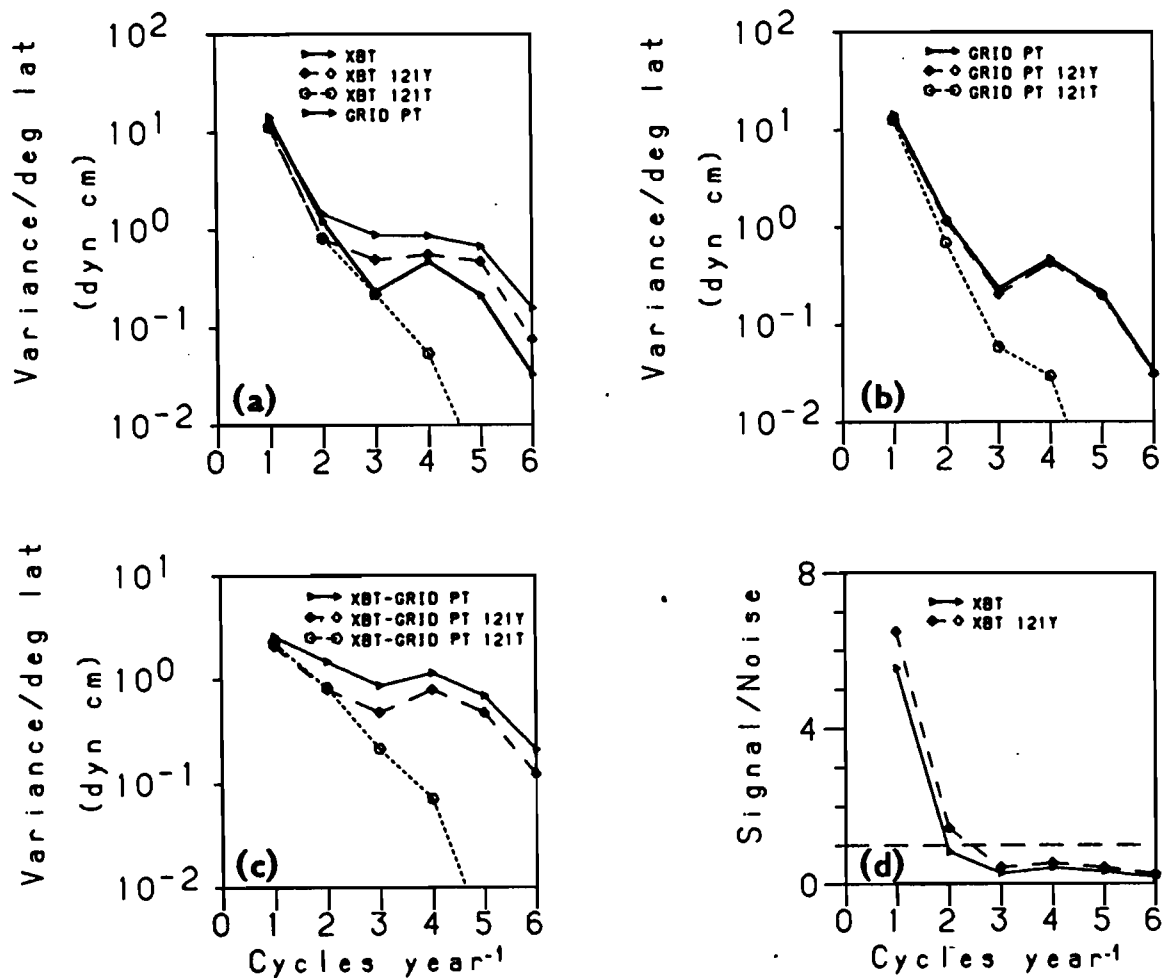 Variance/deg lat
(dyn cm)
10² 10¹ 10⁰ 10⁻¹ 10⁻²
XBT
XBT 121Y
XBT 121T
GRID PT
(a)
0 1 2 3 4 5 6
Variance/deg lat
(dyn cm)
10² 10¹ 10⁰ 10⁻¹ 10⁻²
GRID PT
GRID PT 121Y
GRID PT 121T
(b)
0 1 2 3 4 5 6
Variance/deg lat
(dyn cm)
10¹ 10⁰ 10⁻¹ 10⁻²
XBT-GRID PT
XBT-GRID PT 121Y
XBT-GRID PT 121T
(c)
0 1 2 3 4 5 6
Cycles year⁻¹
Signal/Noise
8 4 0
XBT
XBT 121Y
(d)
0 1 2 3 4 5 6
Cycles year⁻¹